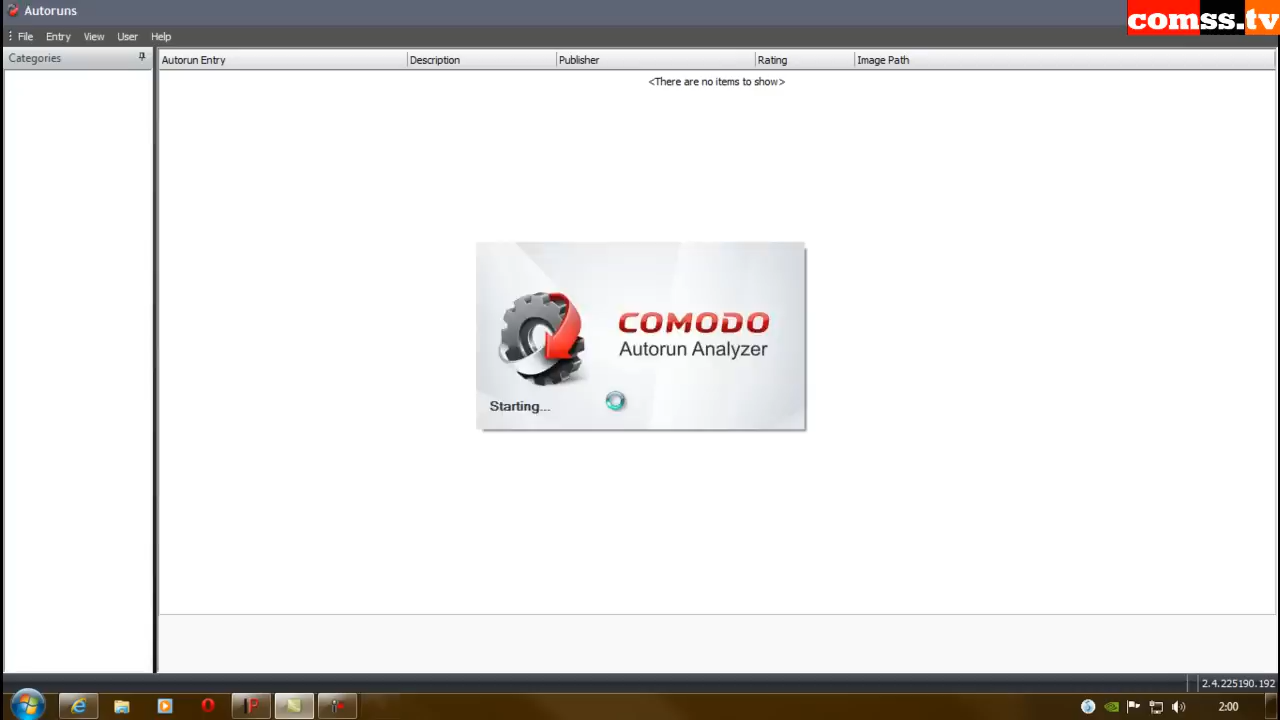 Autoruns
comss.tv
File Entry View User Help
Categories
Autorun Entry Description Publisher Rating Image Path
<There are no items to show>
COMODO
Autorun Analyzer
Starting...
2.4.225190.192
2:00